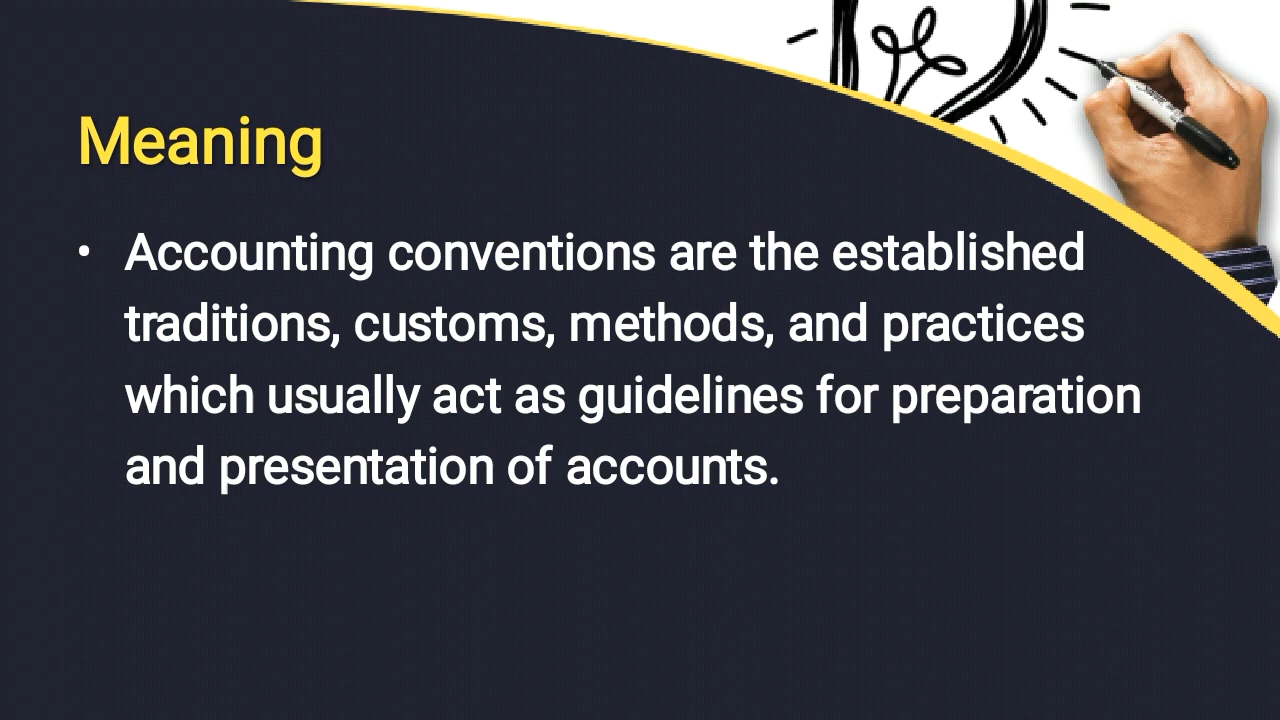 Meaning
• Accounting conventions are the established
traditions, customs, methods, and practices
which usually act as guidelines for preparation
and presentation of accounts.